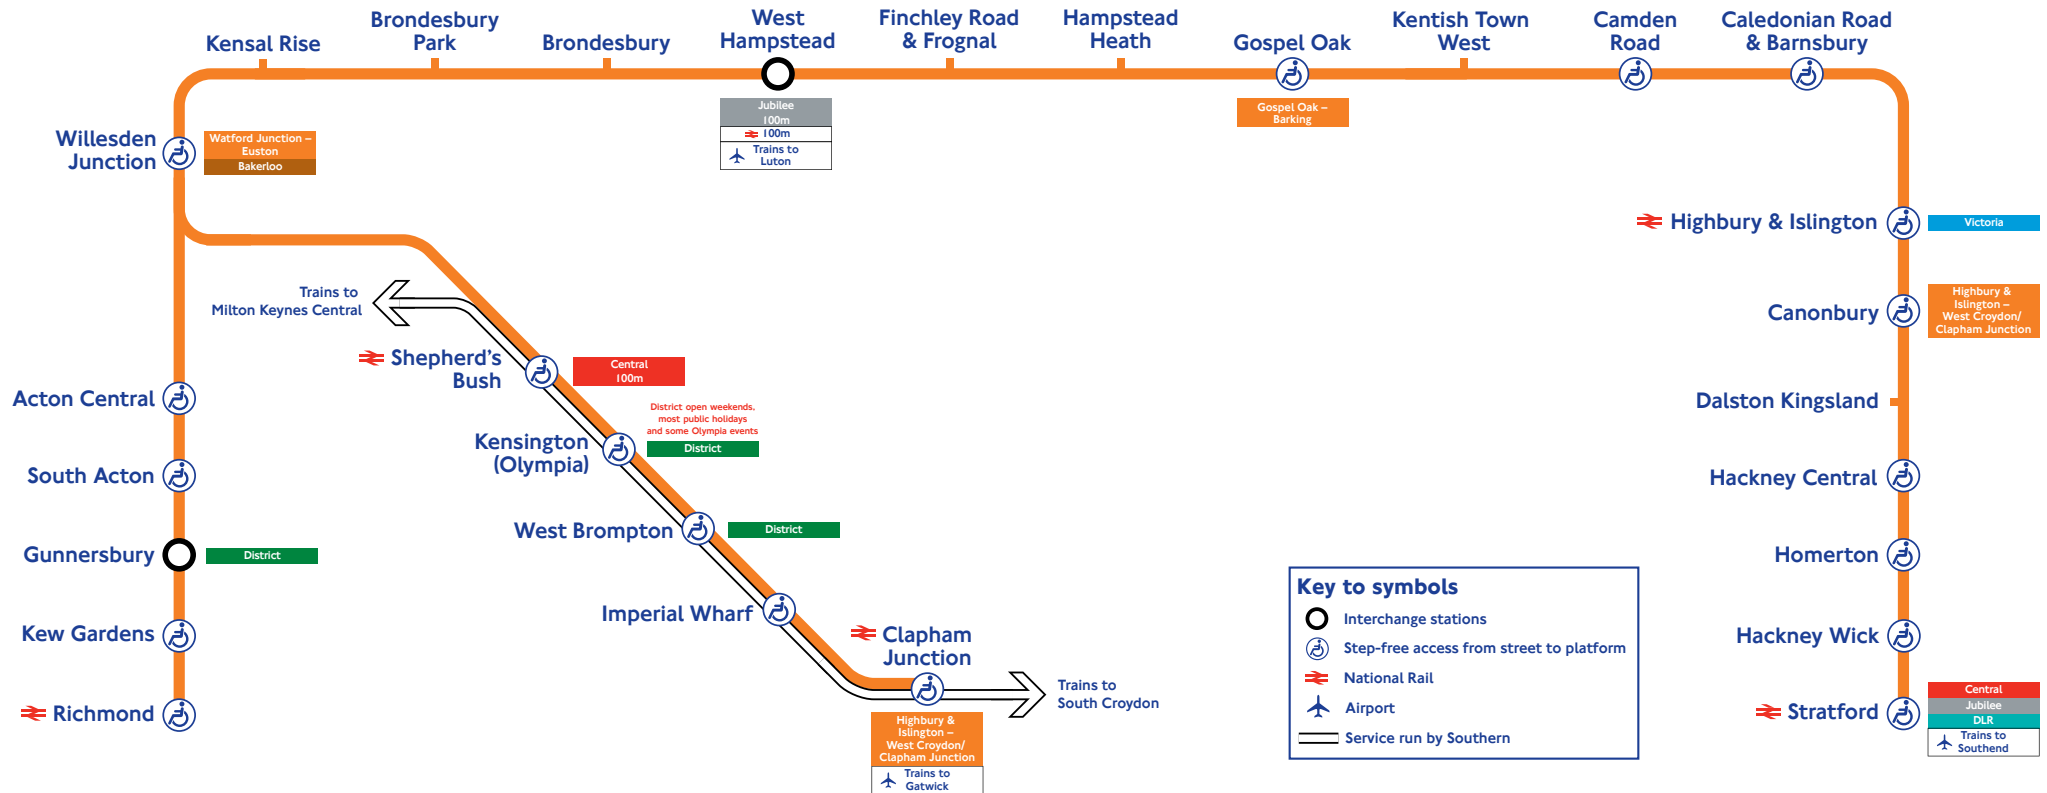 Kensal Rise
Brondesbury
Park
Brondesbury
West
Hampstead
Jubilee
100m
100m
Trains to
Luton
Finchley Road
& Frognal
Hampstead
Heath
Gospel Oak
Gospel Oak –
Barking
Kentish Town
West
Camden
Road
Caledonian Road
& Barnsbury
Willesden
Junction
Watford Junction –
Euston
Bakerloo
Highbury & Islington
Victoria
Canonbury
Highbury &
Islington –
West Croydon/
Clapham Junction
Dalston Kingsland
Hackney Central
Homerton
Hackney Wick
Stratford
Central
Jubilee
DLR
Trains to
Southend
Trains to
Milton Keynes Central
Shepherd's
Bush
Central
100m
District open weekends,
most public holidays
and some Olympia events
District
Kensington
(Olympia)
West Brompton
District
Imperial Wharf
Clapham
Junction
Highbury &
Islington –
West Croydon/
Clapham Junction
Trains to
Gatwick
Trains to
South Croydon
Acton Central
South Acton
Gunnersbury
District
Kew Gardens
Richmond
Key to symbols
Interchange stations
Step-free access from street to platform
National Rail
Airport
Service run by Southern